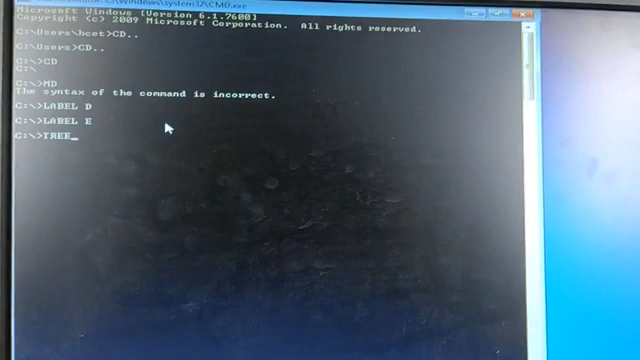 C:\Windows\system32\CMD.exe
Microsoft Windows [Version 6.1.7600]
Copyright (c) 2009 Microsoft Corporation. All rights reserved.
C:\Users\hcet>CD..
C:\Users>CD..
C:\>CD
C:\
C:\>MD
The syntax of the command is incorrect.
C:\>LABEL D
C:\>LABEL E
C:\>TREE_